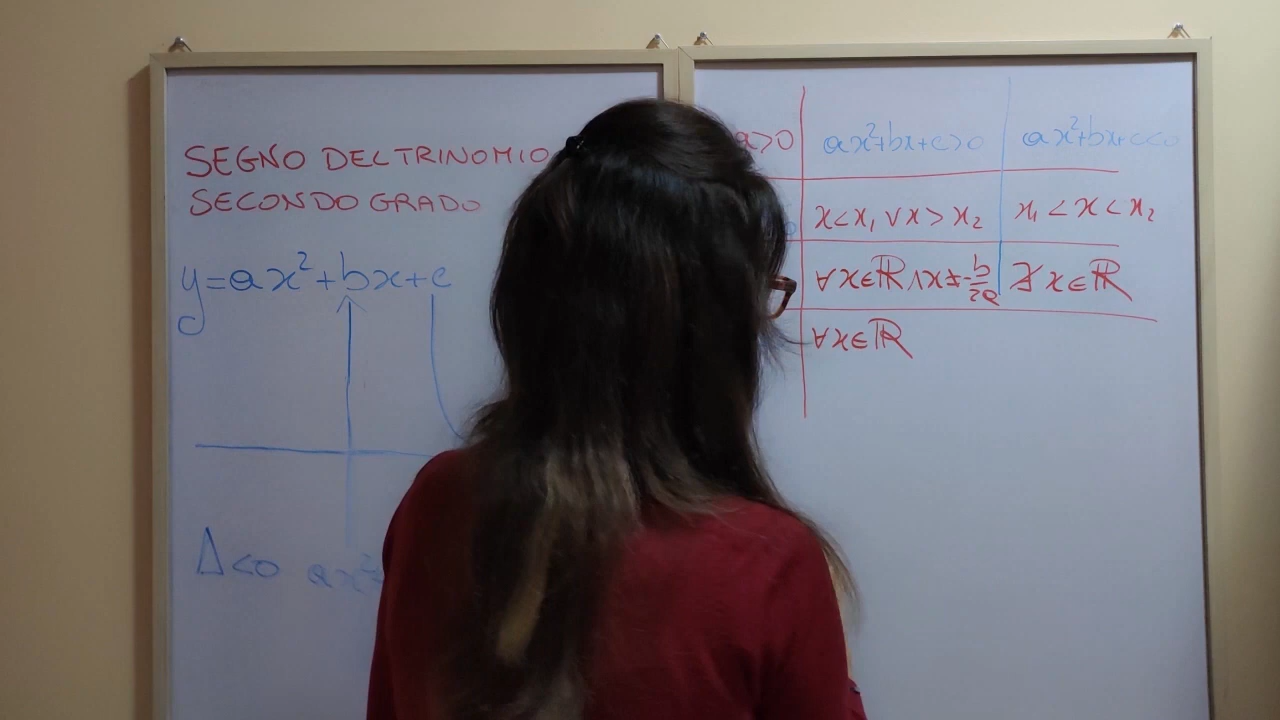 SEGNO DEL TRINOMIO
SECONDO GRADO
y=ax²+bx+c
Δ<0 ax²
a>0 ax²+bx+c>0 ax²+bx+c<0
x<x₁ ∨ x>x₂ x₁<x<x₂
∀x∈ℝ ∧ x≠-b/2a ∄x∈ℝ
∀x∈ℝ